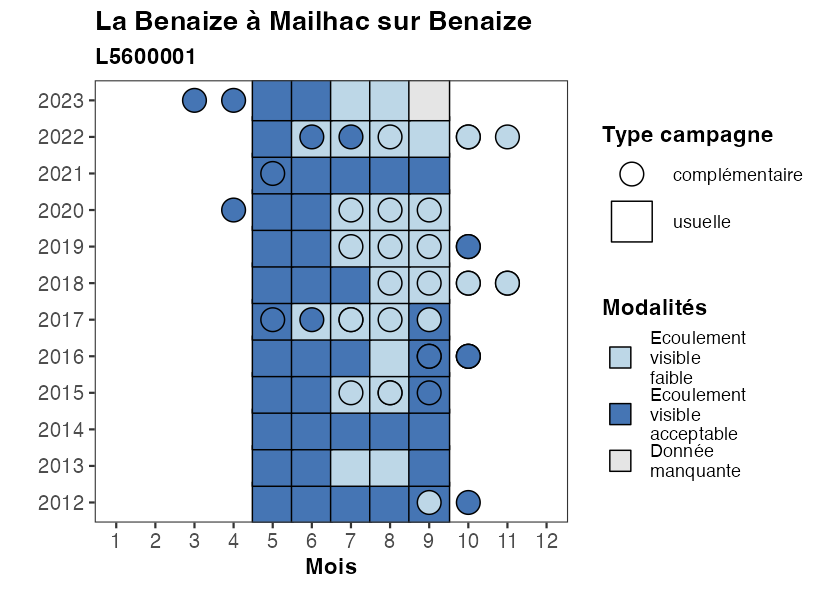 La Benaize à Mailhac sur Benaize
L5600001
2023
2022
2021
2020
2019
2018
2017
2016
2015
2014
2013
2012
1 2 3 4 5 6 7 8 9 10 11 12
Mois
Type campagne
complémentaire
usuelle
Modalités
Ecoulement
visible
faible
Ecoulement
visible
acceptable
Donnée
manquante